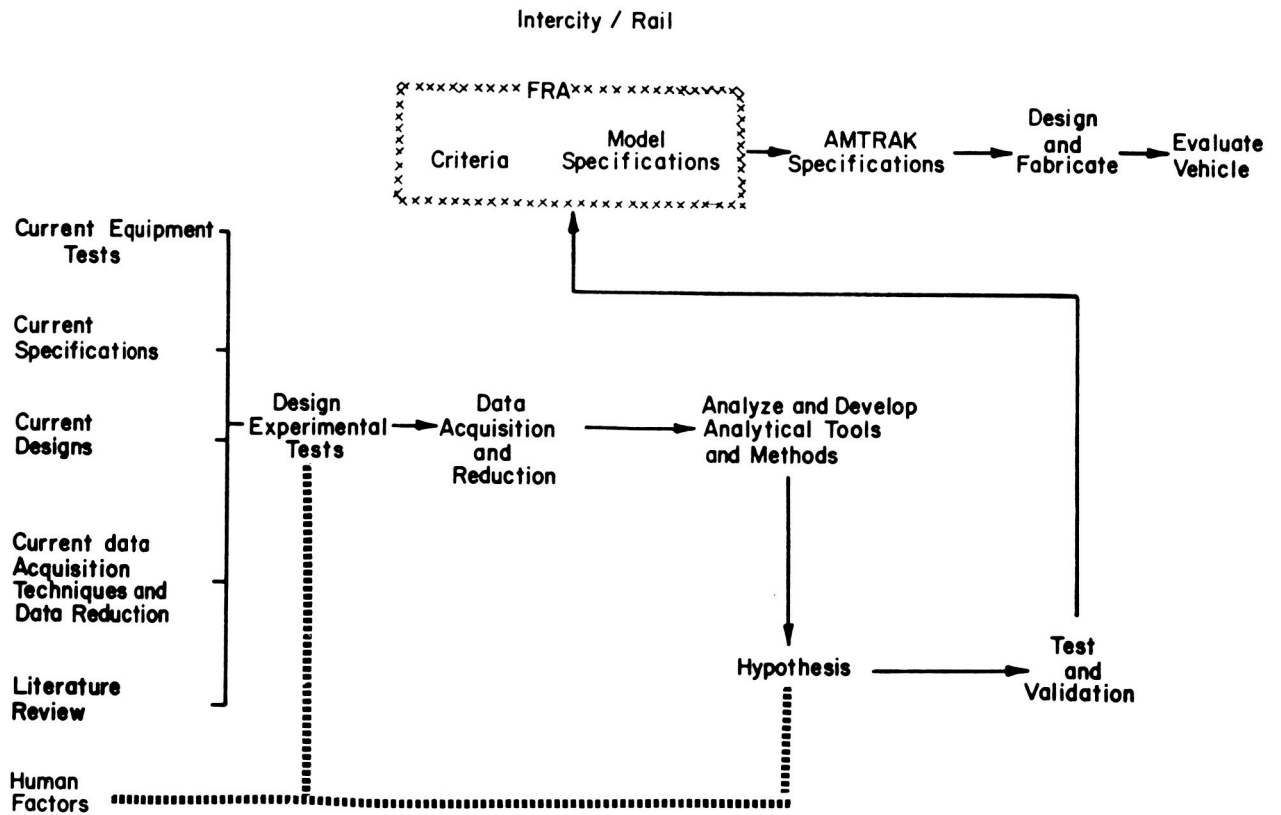 Intercity / Rail
FRA
Criteria
Model
Specifications
AMTRAK
Specifications
Design
and
Fabricate
Evaluate
Vehicle
Current Equipment
Tests
Current
Specifications
Current
Designs
Current data
Acquisition
Techniques and
Data Reduction
Literature
Review
Human
Factors
Design
Experimental
Tests
Data
Acquisition
and
Reduction
Analyze and Develop
Analytical Tools
and Methods
Hypothesis
Test
and
Validation